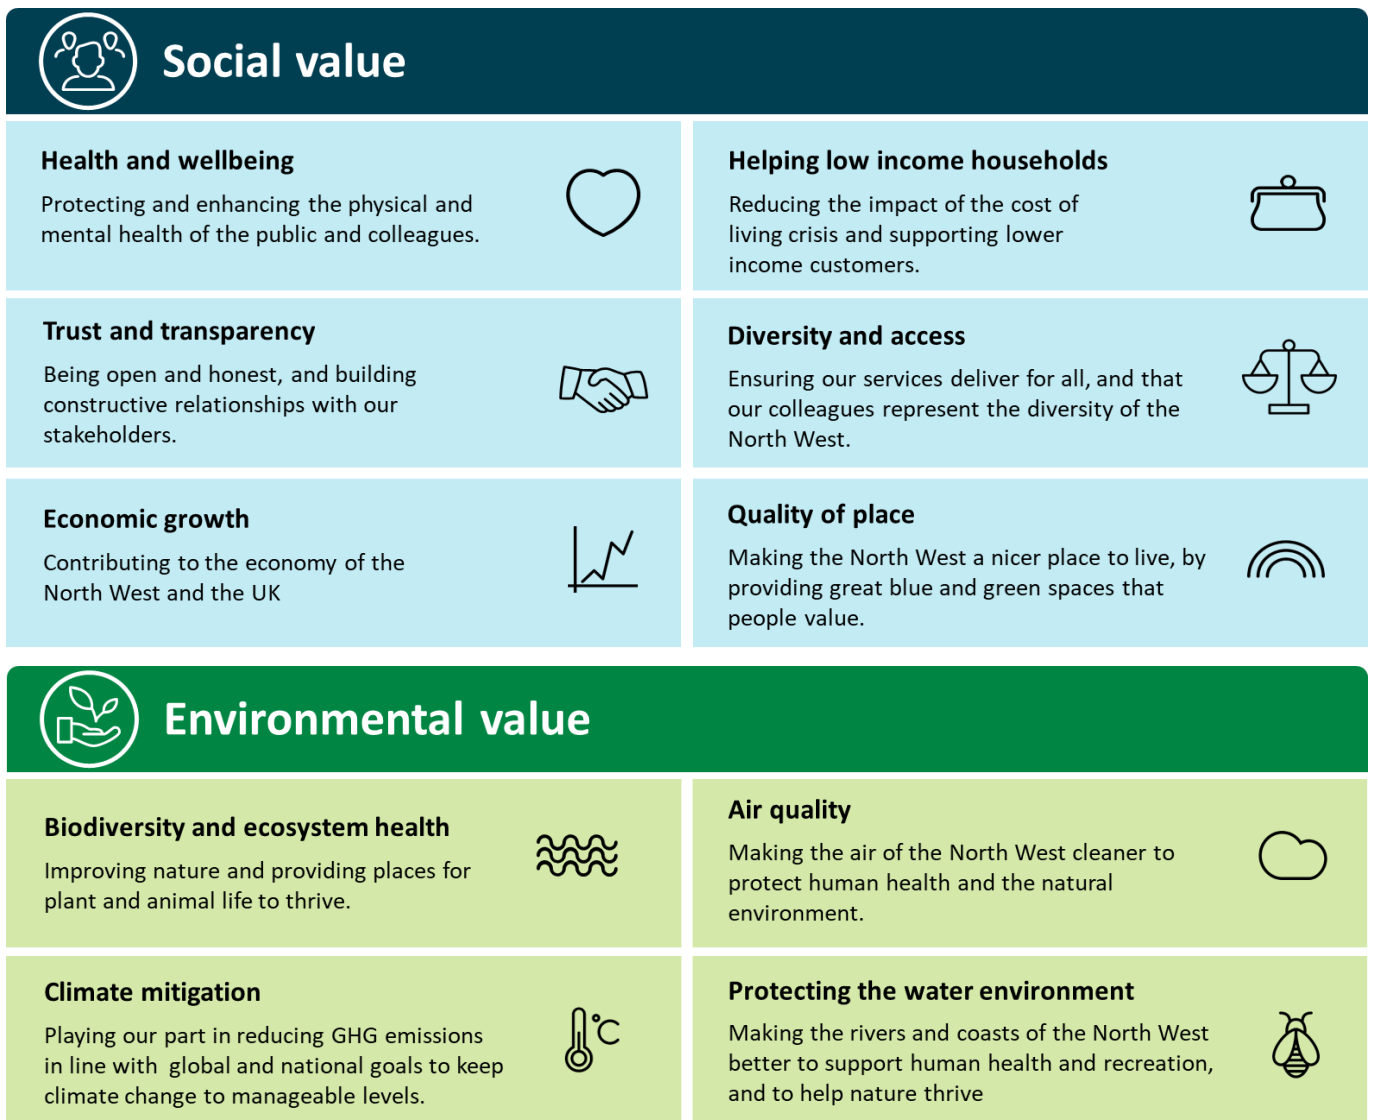 Social value
Health and wellbeing
Protecting and enhancing the physical and
mental health of the public and colleagues.
Helping low income households
Reducing the impact of the cost of
living crisis and supporting lower
income customers.
Trust and transparency
Being open and honest, and building
constructive relationships with our
stakeholders.
Diversity and access
Ensuring our services deliver for all, and that
our colleagues represent the diversity of the
North West.
Economic growth
Contributing to the economy of the
North West and the UK
Quality of place
Making the North West a nicer place to live, by
providing great blue and green spaces that
people value.
Environmental value
Biodiversity and ecosystem health
Improving nature and providing places for
plant and animal life to thrive.
Air quality
Making the air of the North West cleaner to
protect human health and the natural
environment.
Climate mitigation
Playing our part in reducing GHG emissions
in line with  global and national goals to keep
climate change to manageable levels.
°C
Protecting the water environment
Making the rivers and coasts of the North West
better to support human health and recreation,
and to help nature thrive